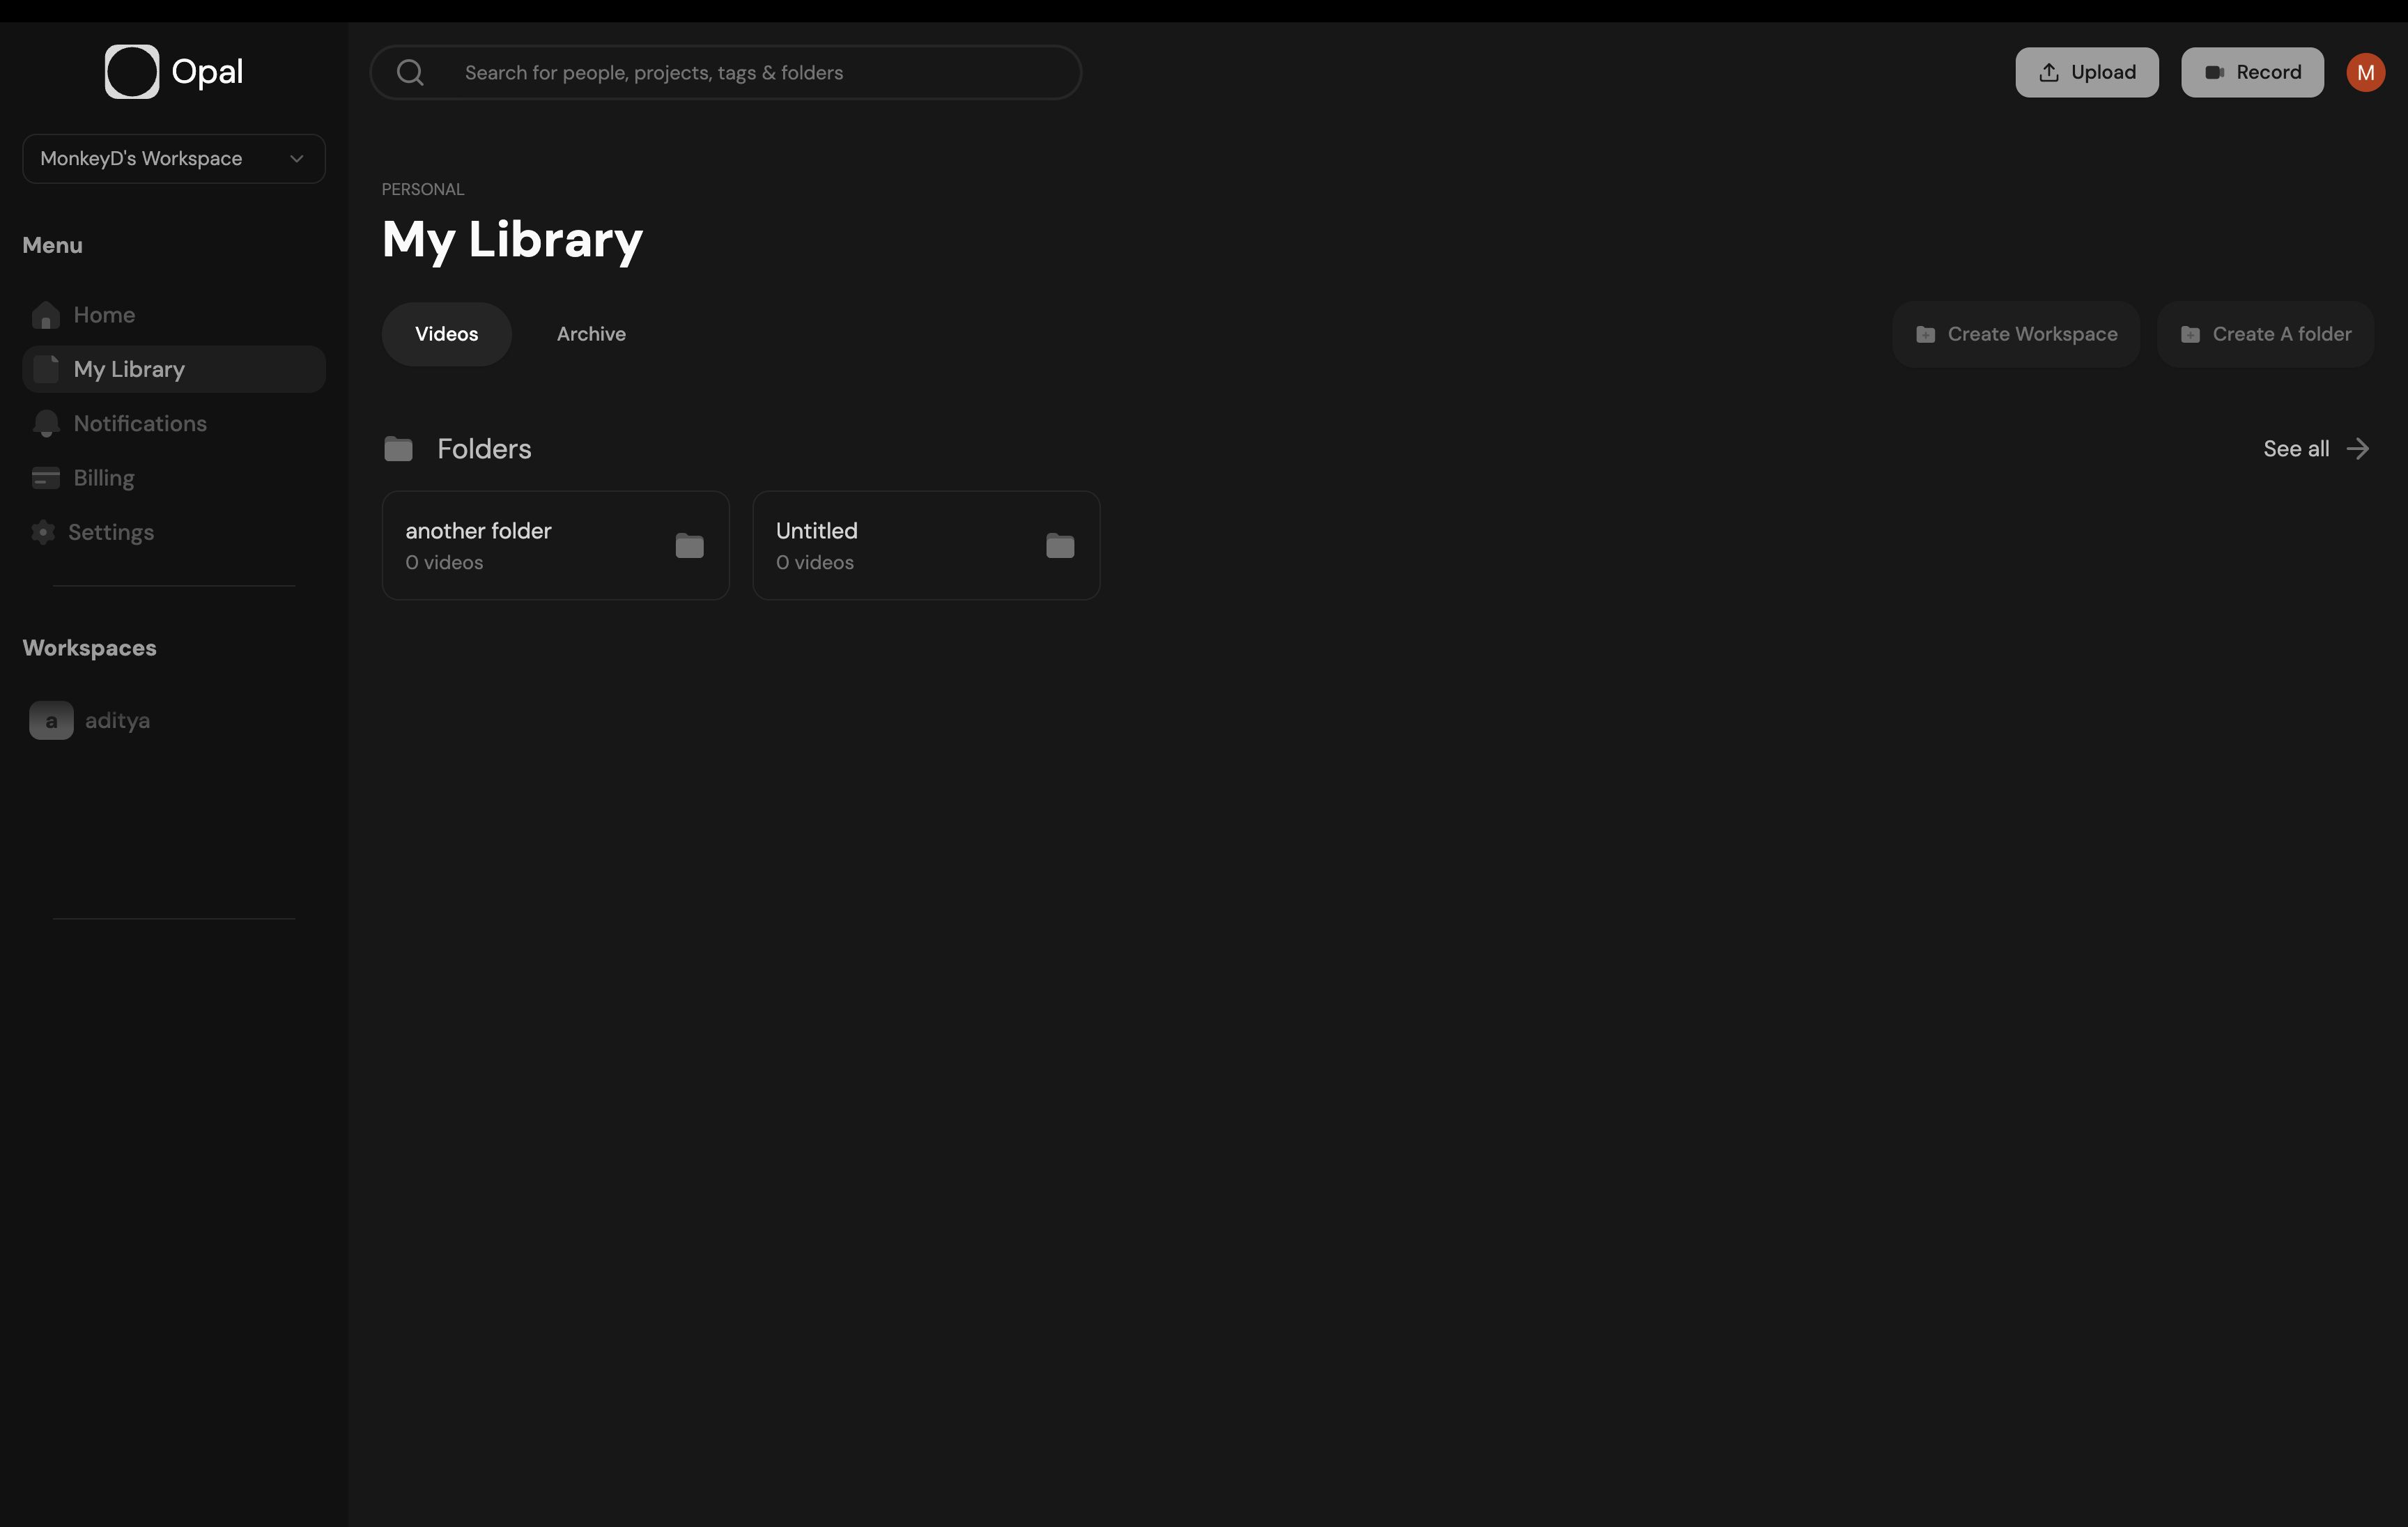 Opal
Search for people, projects, tags & folders
Upload
Record
M
MonkeyD's Workspace
PERSONAL
My Library
Menu
Home
My Library
Notifications
Billing
Settings
Videos
Archive
Create Workspace
Create A folder
Folders
See all
another folder
0 videos
Untitled
0 videos
Workspaces
a
aditya